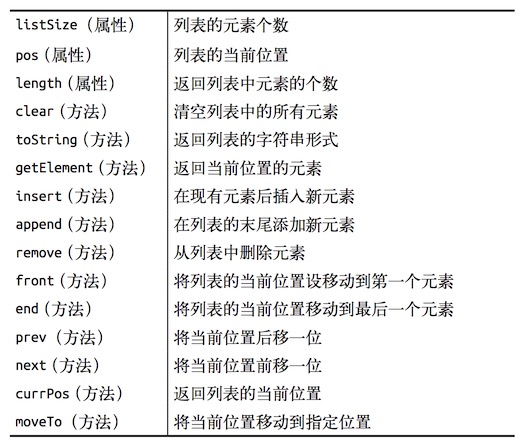 listSize (属性) 列表的元素个数
pos (属性) 列表的当前位置
length (属性) 返回列表中元素的个数
clear (方法) 清空列表中的所有元素
toString (方法) 返回列表的字符串形式
getElement (方法) 返回当前位置的元素
insert (方法) 在现有元素后插入新元素
append (方法) 在列表的末尾添加新元素
remove (方法) 从列表中删除元素
front (方法) 将列表的当前位置设移动到第一个元素
end (方法) 将列表的当前位置移动到最后一个元素
prev (方法) 将当前位置后移一位
next (方法) 将当前位置前移一位
currPos (方法) 返回列表的当前位置
moveTo (方法) 将当前位置移动到指定位置